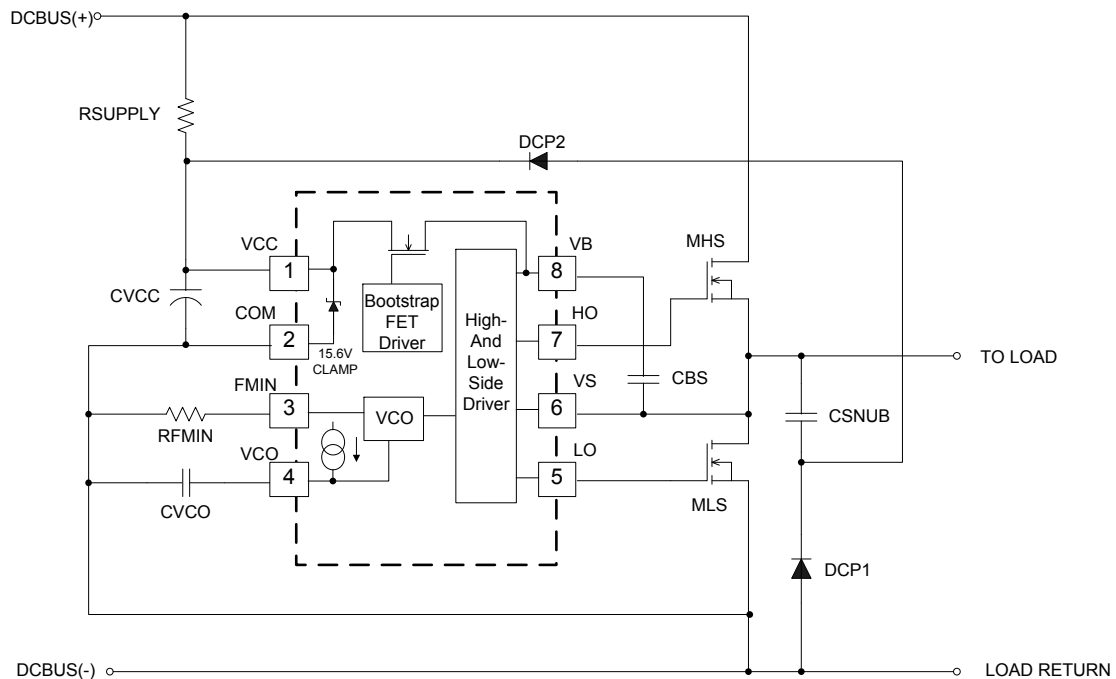 DCBUS(+)
RSUPPLY
DCP2
VCC
1
VB
8
MHS
CVCC
COM
2
15.6V
CLAMP
Bootstrap
FET
Driver
High-
And
Low-
Side
Driver
HO
7
CBS
TO LOAD
FMIN
3
RFMIN
VCO
VS
6
CSNUB
VCO
4
CVCO
LO
5
MLS
DCP1
DCBUS(-)
LOAD RETURN